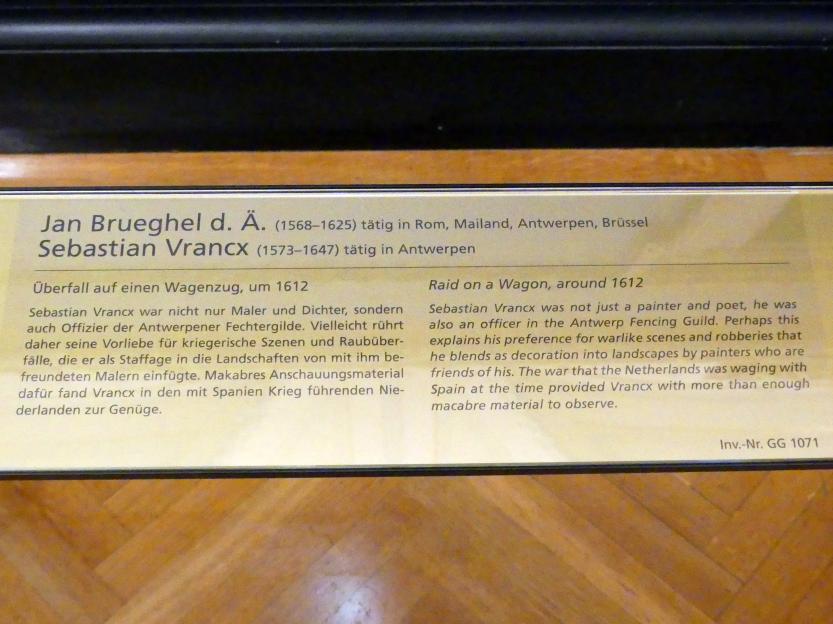 Jan Brueghel d. Ä. (1568–1625) tätig in Rom, Mailand, Antwerpen, Brüssel
Sebastian Vrancx (1573–1647) tätig in Antwerpen
Überfall auf einen Wagenzug, um 1612
Sebastian Vrancx war nicht nur Maler und Dichter, sondern
auch Offizier der Antwerpener Fechtergilde. Vielleicht rührt
daher seine Vorliebe für kriegerische Szenen und Raubüber-
fälle, die er als Staffage in die Landschaften von mit ihm be-
freundeten Malern einfügte. Makabres Anschauungsmaterial
dafür fand Vrancx in den mit Spanien Krieg führenden Nie-
derlanden zur Genüge.
Raid on a Wagon, around 1612
Sebastian Vrancx was not just a painter and poet, he was
also an officer in the Antwerp Fencing Guild. Perhaps this
explains his preference for warlike scenes and robberies that
he blends as decoration into landscapes by painters who are
friends of his. The war that the Netherlands was waging with
Spain at the time provided Vrancx with more than enough
macabre material to observe.
Inv.-Nr. GG 1071